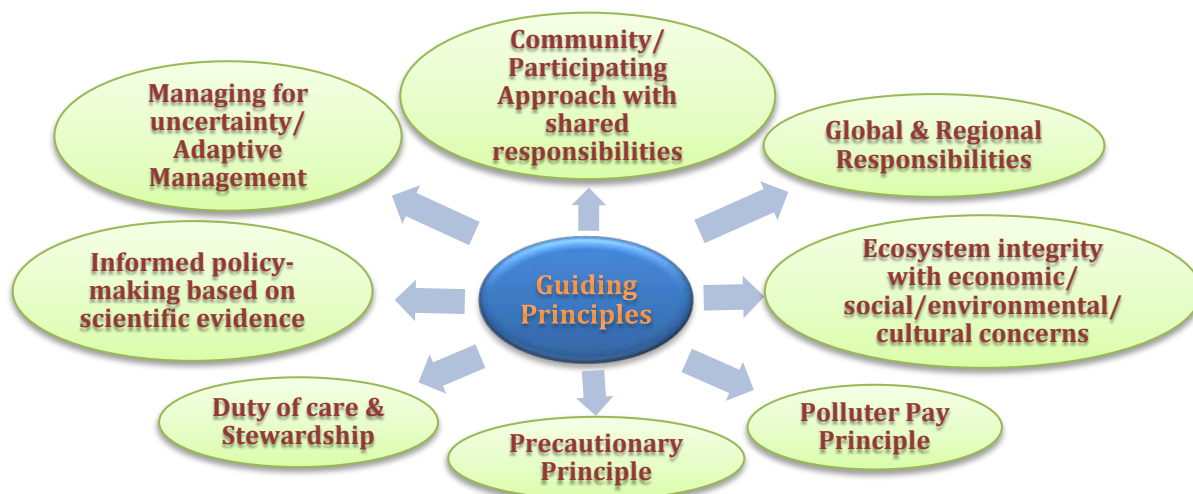 Community/
Participating
Approach with
shared
responsibilities
Managing for
uncertainty/
Adaptive
Management
Global & Regional
Responsibilities
Informed policy-
making based on
scientific evidence
Guiding
Principles
Ecosystem integrity
with economic/
social/environmental/
cultural concerns
Duty of care &
Stewardship
Precautionary
Principle
Polluter Pay
Principle